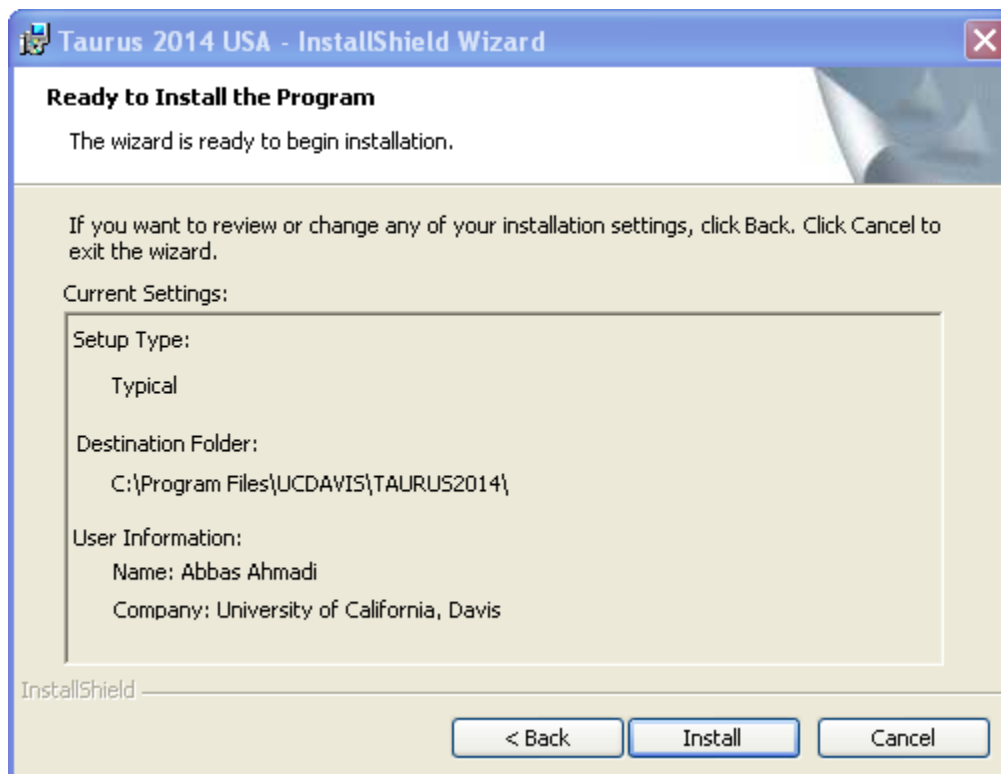 Taurus 2014 USA - InstallShield Wizard
Ready to Install the Program
The wizard is ready to begin installation.
If you want to review or change any of your installation settings, click Back. Click Cancel to
exit the wizard.
Current Settings:
Setup Type:
Typical
Destination Folder:
C:\Program Files\UCDAVIS\TAURUS2014\
User Information:
Name: Abbas Ahmadi
Company: University of California, Davis
InstallShield
< Back
Install
Cancel